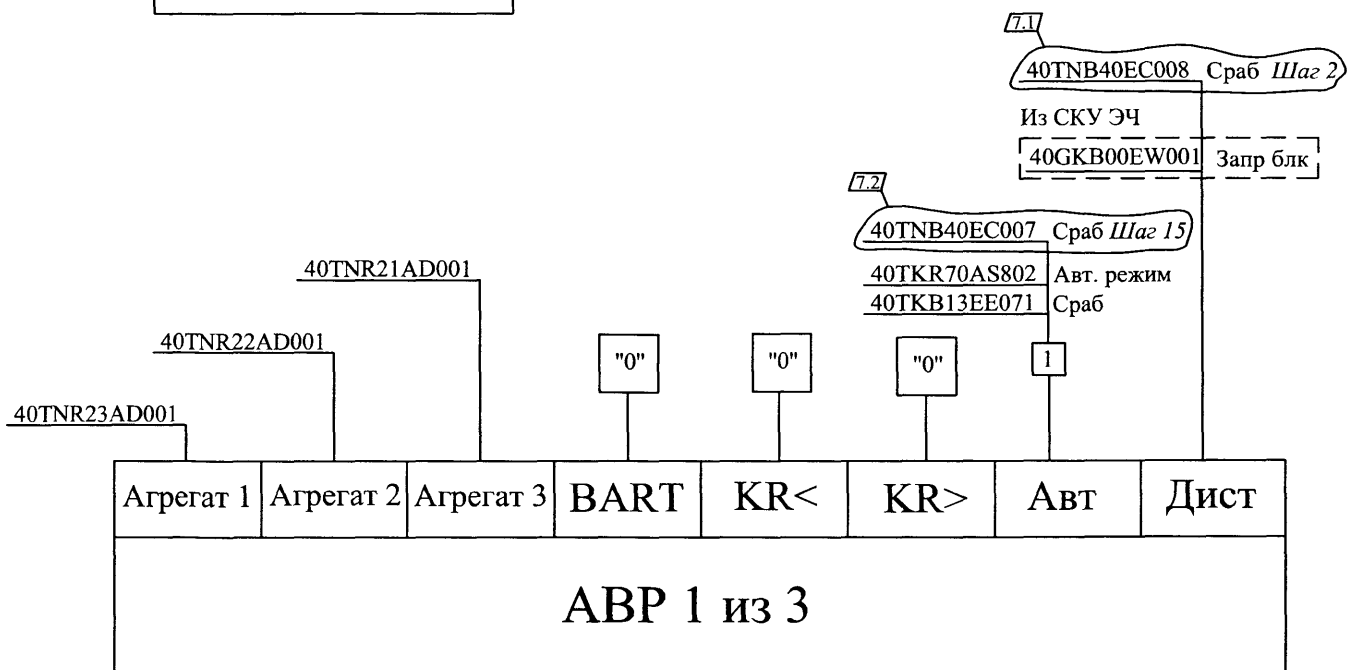 7.1
40TNB40EC008 Сраб Шаг 2
Из СКУ ЭЧ
40GKB00EW001 Запр блк
7.2
40TNB40EC007 Сраб Шаг 15
40TNR21AD001
40TKR70AS802 Авт. режим
40TKB13EE071 Сраб
40TNR22AD001
"0" "0" "0" 1
40TNR23AD001
Агрегат 1 Агрегат 2 Агрегат 3 BART KR< KR> Авт Дист
АВР 1 из 3